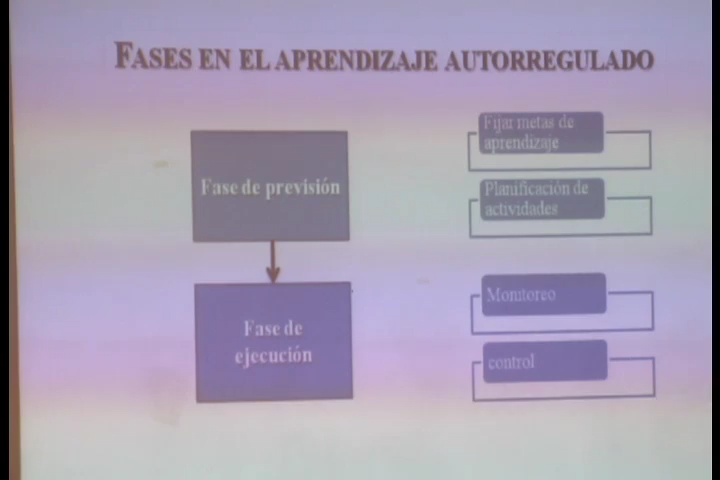 FASES EN EL APRENDIZAJE AUTORREGULADO
Fase de previsión
Fijar metas de
aprendizaje
Planificación de
actividades
Fase de
ejecución
Monitoreo
control